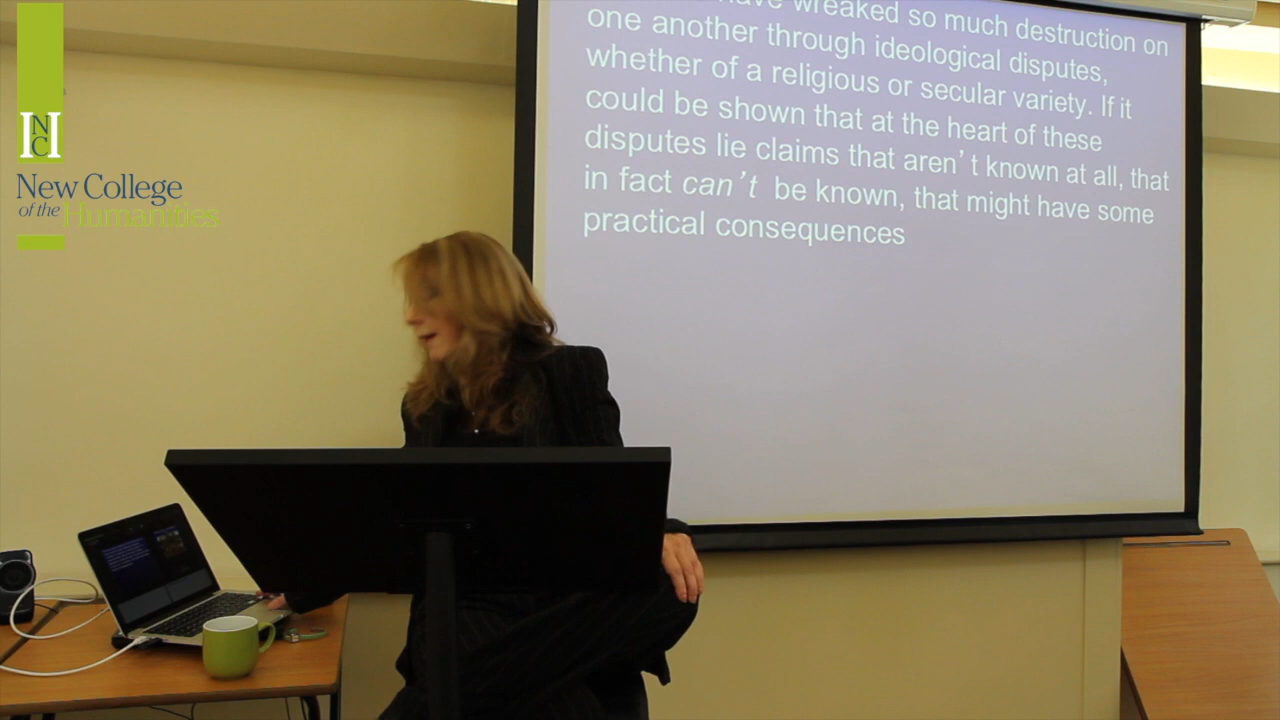 NCH
New College
of the Humanities
have wreaked so much destruction on
one another through ideological disputes,
whether of a religious or secular variety. If it
could be shown that at the heart of these
disputes lie claims that aren’t known at all, that
in fact can’t be known, that might have some
practical consequences